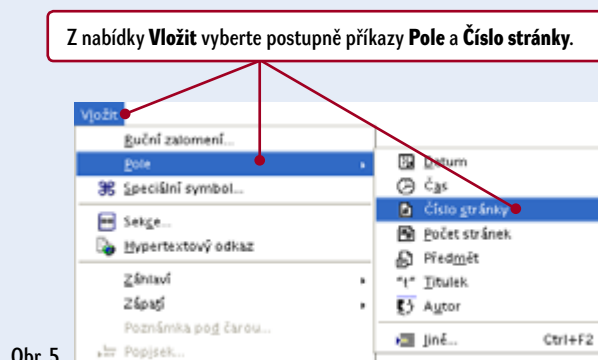 Z nabídky Vložit vyberte postupně příkazy Pole a Číslo stránky.
Vložit
Ruční zalomení...
Pole
Speciální symbol...
Sekce...
Hypertextový odkaz
Záhlaví
Zápatí
Poznámka pod čarou...
Popisek...
Datum
Čas
Číslo stránky
Počet stránek
Předmět
Titulek
Autor
Jiné... Ctrl+F2
Obr. 5